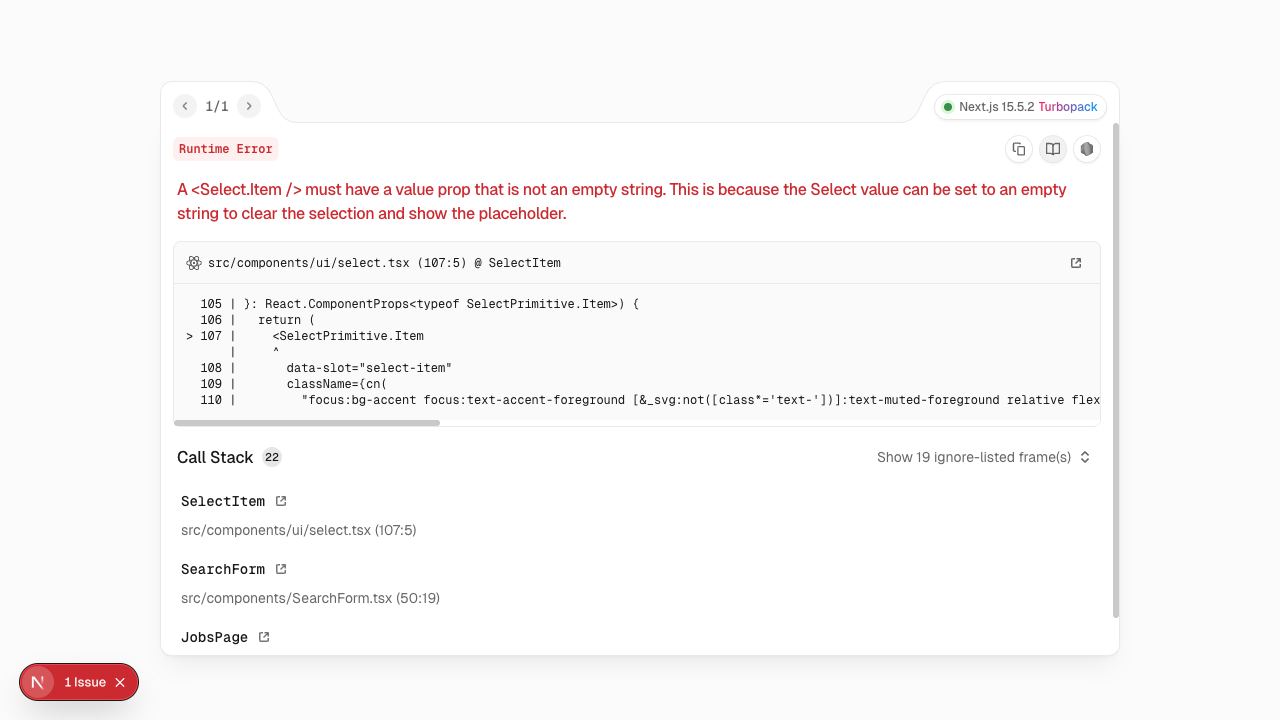 1/1
Next.js 15.5.2 Turbopack
Runtime Error
A <Select.Item /> must have a value prop that is not an empty string. This is because the Select value can be set to an empty
string to clear the selection and show the placeholder.
src/components/ui/select.tsx (107:5) @ SelectItem
  105 | }: React.ComponentProps<typeof SelectPrimitive.Item>) {
  106 |   return (
> 107 |     <SelectPrimitive.Item
      |     ^
  108 |       data-slot="select-item"
  109 |       className={cn(
  110 |         "focus:bg-accent focus:text-accent-foreground [&_svg:not([class*='text-'])]:text-muted-foreground relative flex
Call Stack 22
Show 19 ignore-listed frame(s)
SelectItem
src/components/ui/select.tsx (107:5)
SearchForm
src/components/SearchForm.tsx (50:19)
JobsPage
N 1 Issue